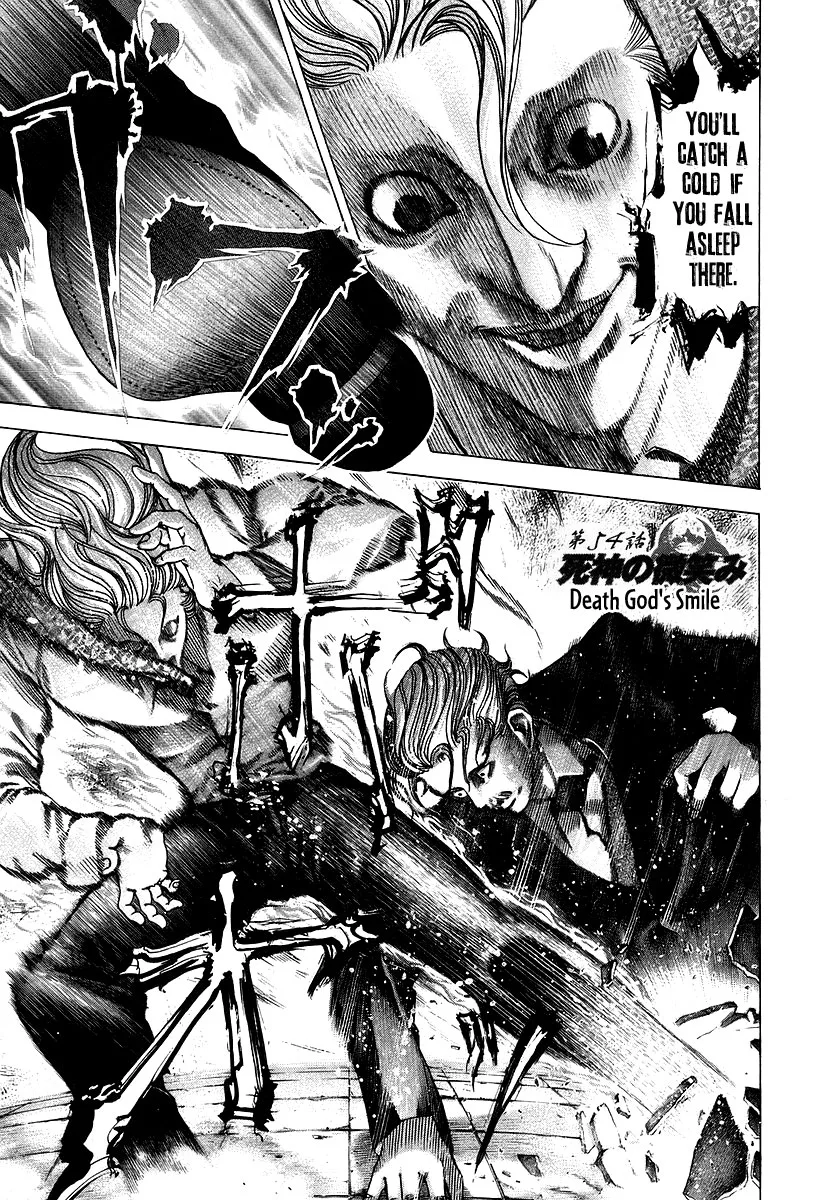 YOU'LL
CATCH A
COLD IF
YOU FALL
ASLEEP
THERE.
第54話
死神の微笑み
Death God's Smile